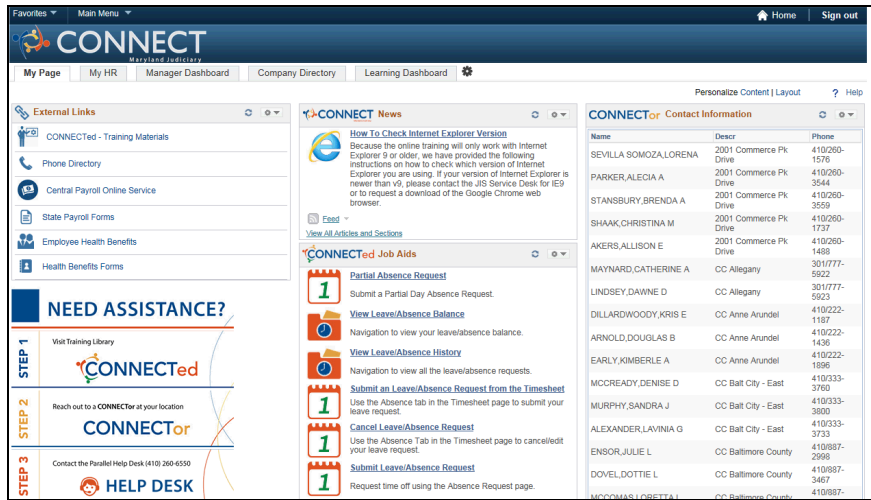 Favorites
Main Menu
Home
Sign out
CONNECT
Maryland Judiciary
My Page
My HR
Manager Dashboard
Company Directory
Learning Dashboard
Personalize Content | Layout
? Help
External Links
CONNECTed - Training Materials
Phone Directory
Central Payroll Online Service
State Payroll Forms
Employee Health Benefits
Health Benefits Forms
NEED ASSISTANCE?
STEP 1
Visit Training Library
CONNECTed
STEP 2
Reach out to a CONNECTor at your location
CONNECTor
STEP 3
Contact the Parallel Help Desk (410) 260-6550
HELP DESK
CONNECT News
How To Check Internet Explorer Version
Because the online training will only work with Internet
Explorer 9 or older, we have provided the following
instructions on how to check which version of Internet
Explorer you are using. If your version of Internet Explorer is
newer than v9, please contact the JIS Service Desk for IE9
or to request a download of the Google Chrome web
browser.
Feed
View All Articles and Sections
CONNECTed Job Aids
1
Partial Absence Request
Submit a Partial Day Absence Request.
View Leave/Absence Balance
Navigation to view your leave/absence balance.
View Leave/Absence History
Navigation to view all the leave/absence requests.
1
Submit an Leave/Absence Request from the Timesheet
Use the Absence tab in the Timesheet page to submit your
leave request.
1
Cancel Leave/Absence Request
Use the Absence Tab in the Timesheet page to cancel/edit
your leave request.
1
Submit Leave/Absence Request
Request time off using the Absence Request page.
CONNECTor Contact Information
Name Descr Phone
SEVILLA SOMOZA,LORENA 2001 Commerce Pk Drive 410/260-1576
PARKER,ALECIA A 2001 Commerce Pk Drive 410/260-3544
STANSBURY,BRENDA A 2001 Commerce Pk Drive 410/260-3559
SHAAK,CHRISTINA M 2001 Commerce Pk Drive 410/260-1737
AKERS,ALLISON E 2001 Commerce Pk Drive 410/260-1488
MAYNARD,CATHERINE A CC Allegany 301/777-5922
LINDSEY,DAWNE D CC Allegany 301/777-5923
DILLARDWOODY,KRIS E CC Anne Arundel 410/222-1187
ARNOLD,DOUGLAS B CC Anne Arundel 410/222-1436
EARLY,KIMBERLE A CC Anne Arundel 410/222-1896
MCCREADY,DENISE D CC Balt City - East 410/333-3760
MURPHY,SANDRA J CC Balt City - East 410/333-3800
ALEXANDER,LAVINIA G CC Balt City - East 410/333-3733
ENSOR,JULIE L CC Baltimore County 410/887-2998
DOVEL,DOTTIE L CC Baltimore County 410/887-3467
MCCOMAS,LORETTA L CC Baltimore County 410/887-